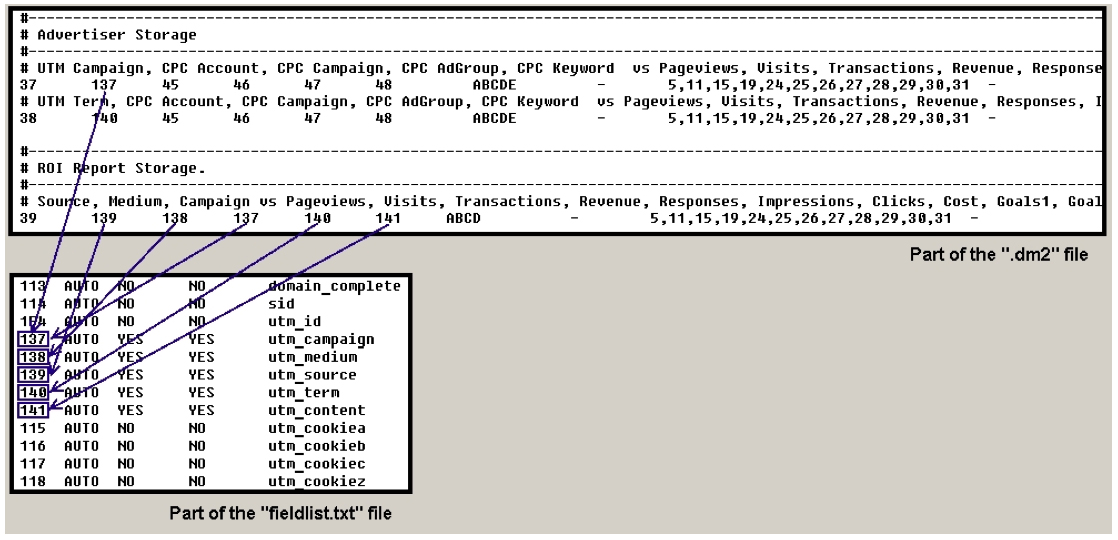 #--------------------------------------------------------------------------------
# Advertiser Storage
#--------------------------------------------------------------------------------
# UTM Campaign, CPC Account, CPC Campaign, CPC AdGroup, CPC Keyword  vs Pageviews, Visits, Transactions, Revenue, Response
37 137 45 46 47 48 ABCDE - 5,11,15,19,24,25,26,27,28,29,30,31 -
# UTM Term, CPC Account, CPC Campaign, CPC AdGroup, CPC Keyword  vs Pageviews, Visits, Transactions, Revenue, Responses, I
38 140 45 46 47 48 ABCDE - 5,11,15,19,24,25,26,27,28,29,30,31 -
#--------------------------------------------------------------------------------
# ROI Report Storage.
#--------------------------------------------------------------------------------
# Source, Medium, Campaign vs Pageviews, Visits, Transactions, Revenue, Responses, Impressions, Clicks, Cost, Goals1, Goal
39 139 138 137 140 141 ABCD - 5,11,15,19,24,25,26,27,28,29,30,31 -
Part of the ".dm2" file
113 AUTO NO NO domain_complete
114 AUTO NO NO sid
154 AUTO NO NO utm_id
137 AUTO YES YES utm_campaign
138 AUTO YES YES utm_medium
139 AUTO YES YES utm_source
140 AUTO YES YES utm_term
141 AUTO YES YES utm_content
115 AUTO NO NO utm_cookiea
116 AUTO NO NO utm_cookieb
117 AUTO NO NO utm_cookiec
118 AUTO NO NO utm_cookiez
Part of the "fieldlist.txt" file